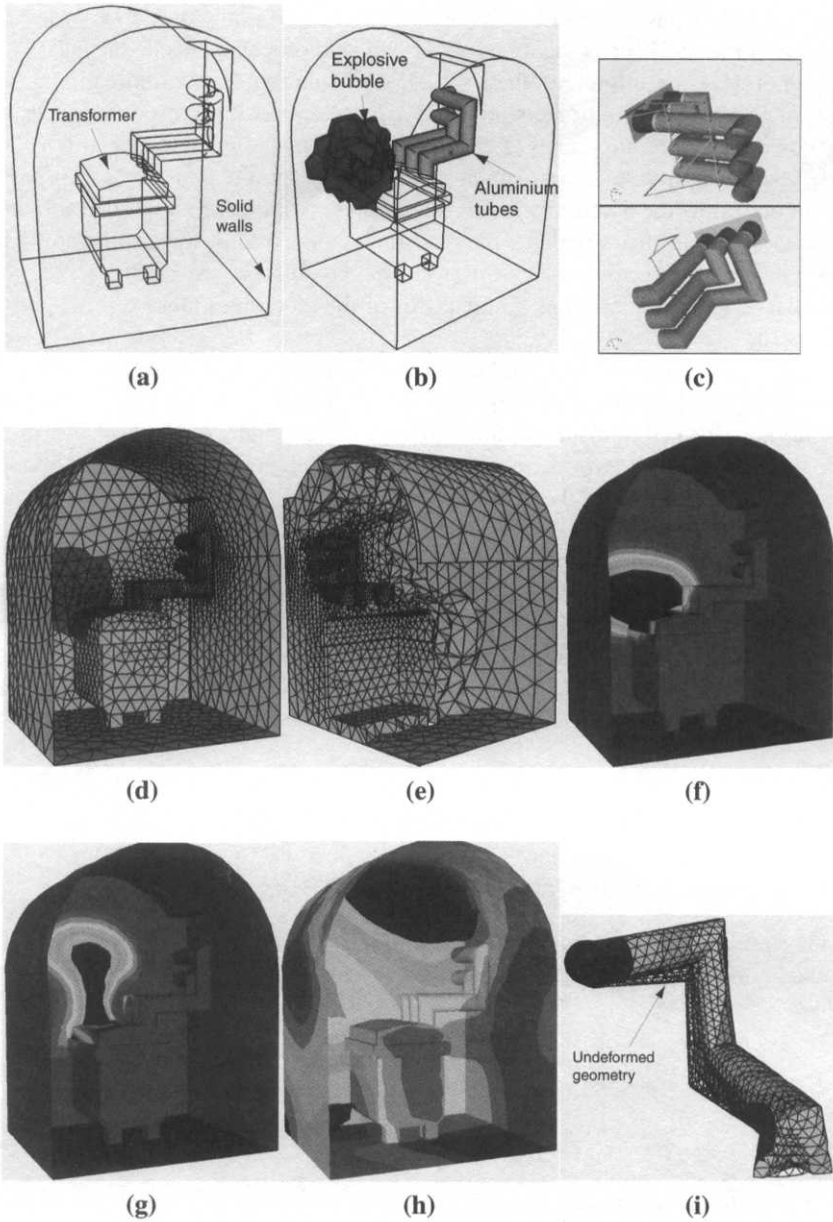 Transformer
Solid
walls
Explosive
bubble
Aluminium
tubes
(a)
(b)
(c)
(d)
(e)
(f)
Undeformed
geometry
(g)
(h)
(i)